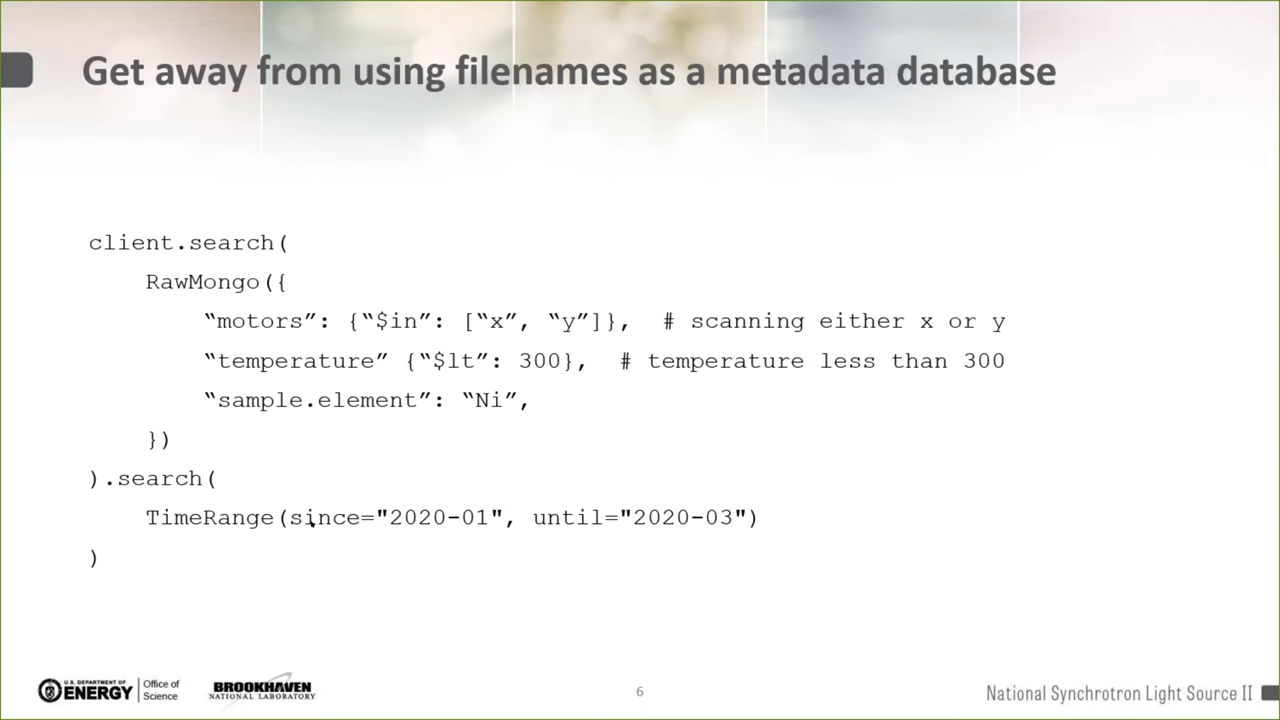 Get away from using filenames as a metadata database
client.search(
RawMongo({
“motors”: {“$in”: [“x”, “y”]}, # scanning either x or y
“temperature” {“$lt”: 300}, # temperature less than 300
“sample.element”: “Ni”,
})
).search(
TimeRange(since="2020-01", until="2020-03")
)
U.S. DEPARTMENT OF
ENERGY
Office of
Science
BROOKHAVEN
NATIONAL LABORATORY
6
National Synchrotron Light Source II